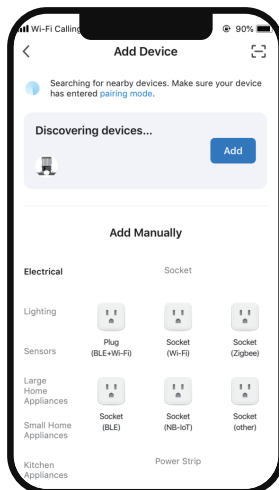 Wi-Fi Calling
90%
Add Device
Searching for nearby devices. Make sure your device
has entered pairing mode.
Discovering devices...
Add
Add Manually
Electrical
Socket
Lighting
Plug
(BLE+Wi-Fi)
Socket
(Wi-Fi)
Socket
(Zigbee)
Sensors
Large
Home
Appliances
Socket
(BLE)
Socket
(NB-IoT)
Socket
(other)
Small Home
Appliances
Power Strip
Kitchen
Appliances